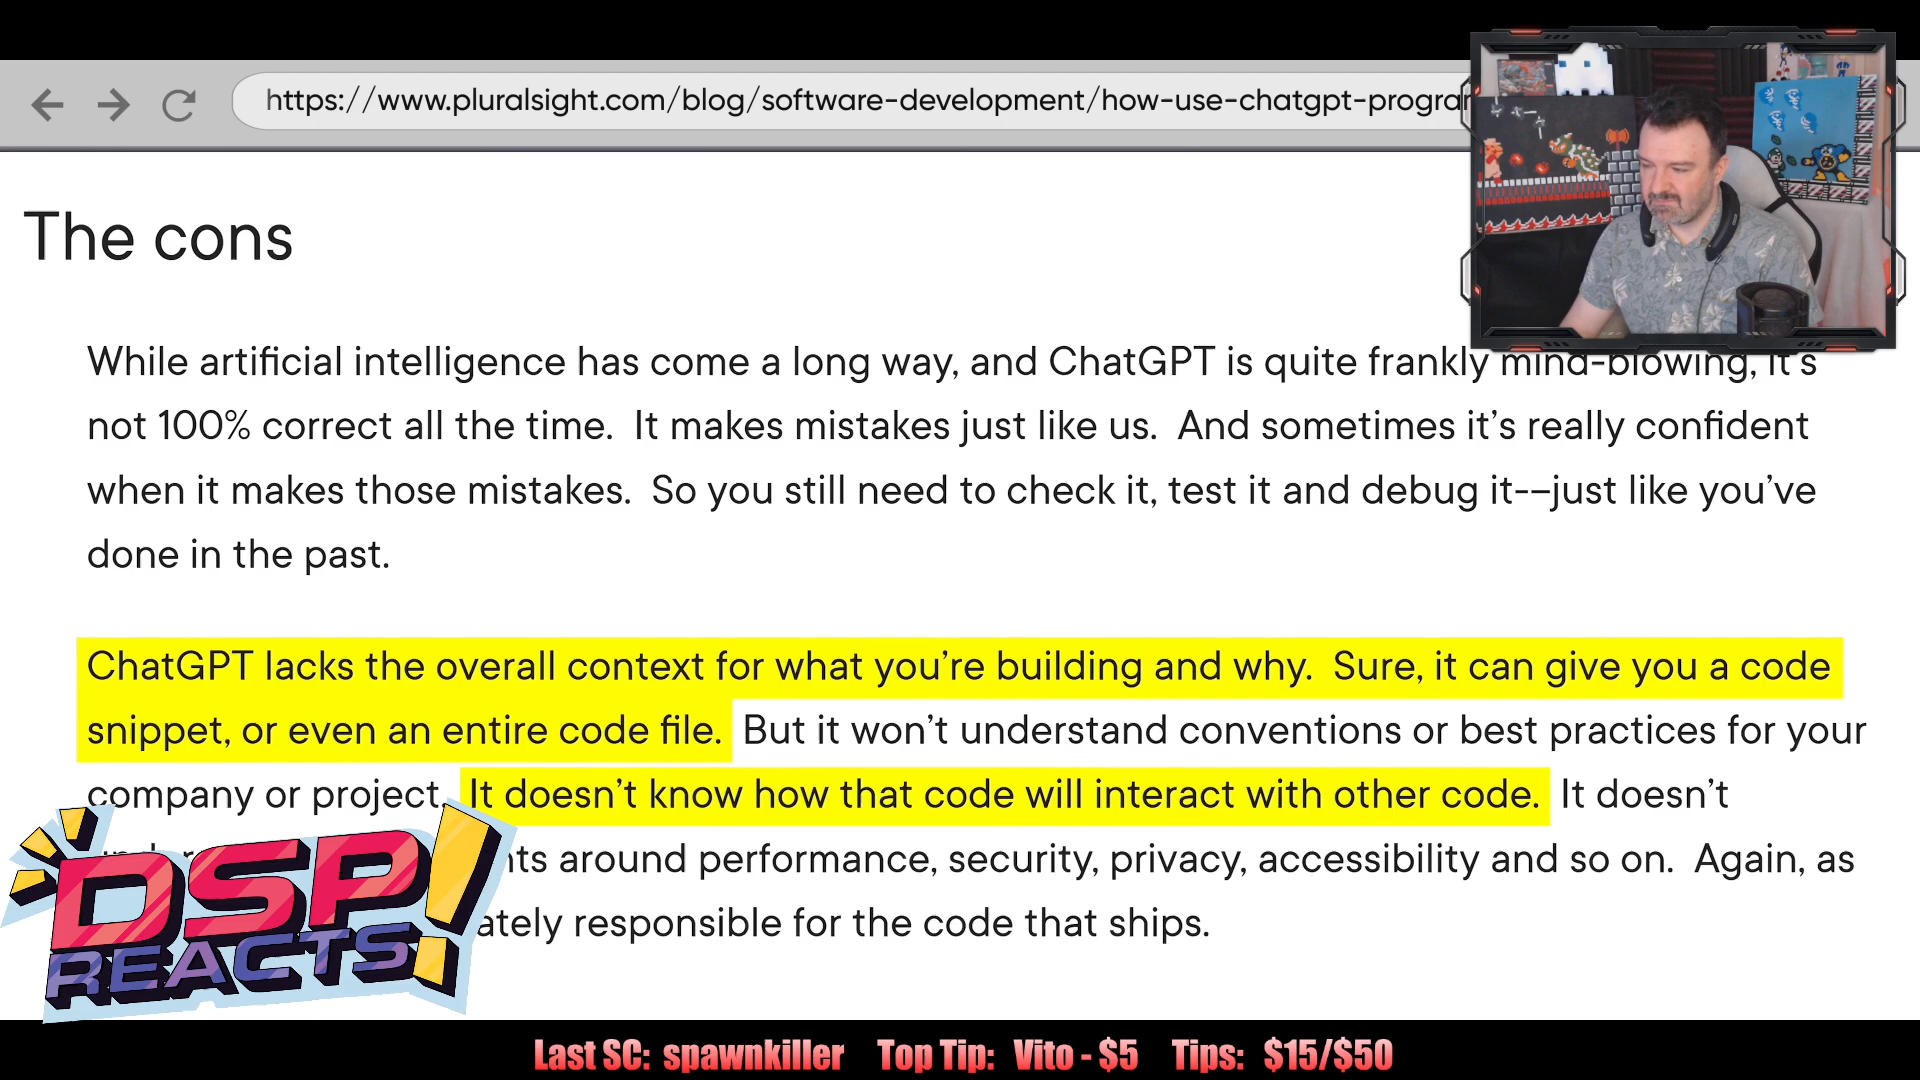 https://www.pluralsight.com/blog/software-development/how-use-chatgpt-progra
The cons
While artificial intelligence has come a long way, and ChatGPT is quite frankly mind-blowing, it's
not 100% correct all the time. It makes mistakes just like us. And sometimes it's really confident
when it makes those mistakes. So you still need to check it, test it and debug it--just like you've
done in the past.
ChatGPT lacks the overall context for what you're building and why. Sure, it can give you a code
snippet, or even an entire code file. But it won't understand conventions or best practices for your
company or project. It doesn't know how that code will interact with other code. It doesn't
around performance, security, privacy, accessibility and so on. Again, as
responsible for the code that ships.
DSP!
REACTS!
Last SC: spawnkiller Top Tip: Vito - $5 Tips: $15/$50